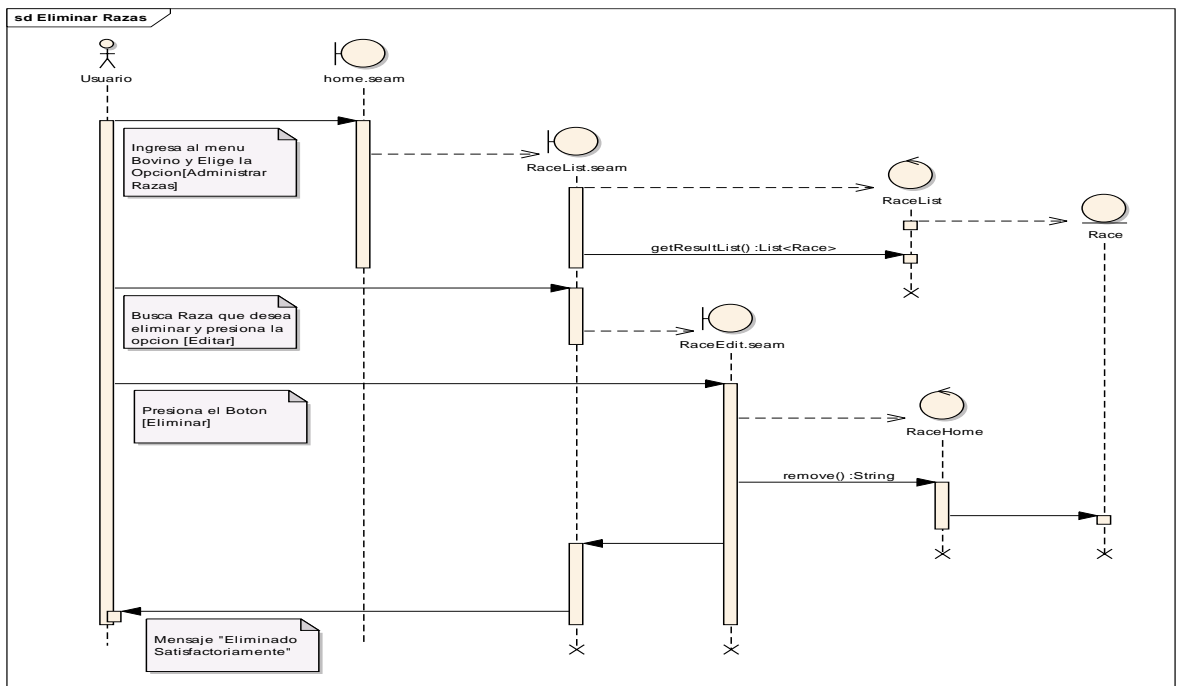 sd Eliminar Razas
Usuario
home.seam
Ingresa al menu
Bovino y Elige la
Opcion[Administrar
Razas]
RaceList.seam
RaceList
Race
getResultList() :List<Race>
Busca Raza que desea
eliminar y presiona la
opcion [Editar]
RaceEdit.seam
Presiona el Boton
[Eliminar]
RaceHome
remove() :String
Mensaje "Eliminado
Satisfactoriamente"